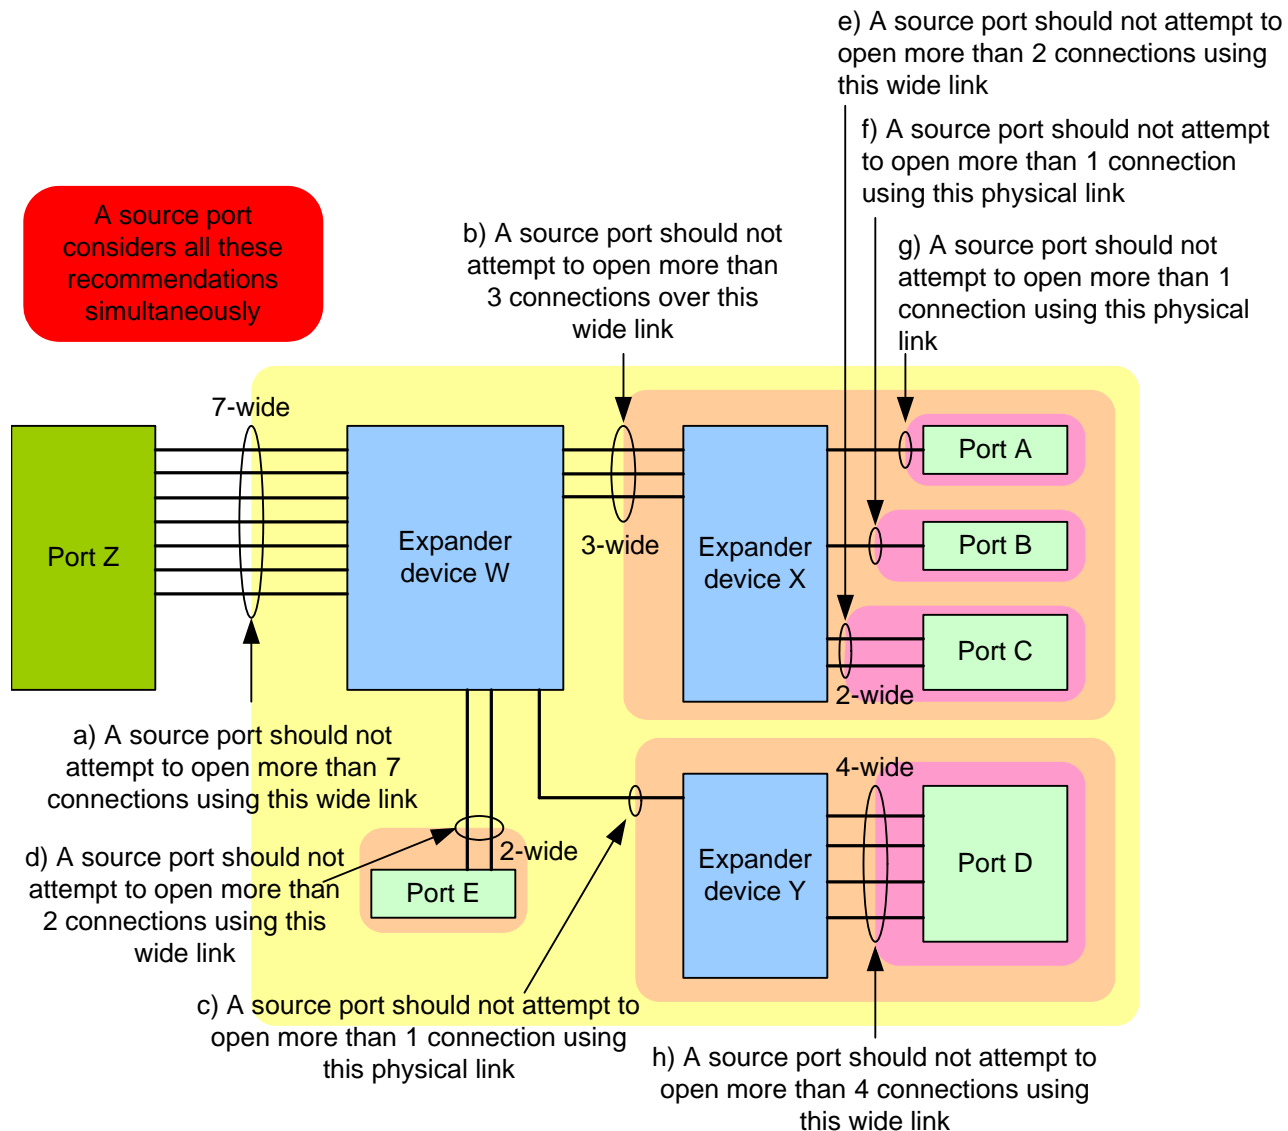 e) A source port should not attempt to
open more than 2 connections using
this wide link
f) A source port should not attempt
to open more than 1 connection
using this physical link
A source port
considers all these
recommendations
simultaneously
b) A source port should not
attempt to open more than
3 connections over this
wide link
g) A source port should not
attempt to open more than 1
connection using this physical
link
7-wide
Port Z
Expander
device W
3-wide
Expander
device X
Port A
Port B
Port C
2-wide
a) A source port should not
attempt to open more than 7
connections using this wide link
4-wide
d) A source port should not
attempt to open more than
2 connections using this
wide link
2-wide
Port E
Expander
device Y
Port D
c) A source port should not attempt to
open more than 1 connection using
this physical link
h) A source port should not attempt to
open more than 4 connections using
this wide link